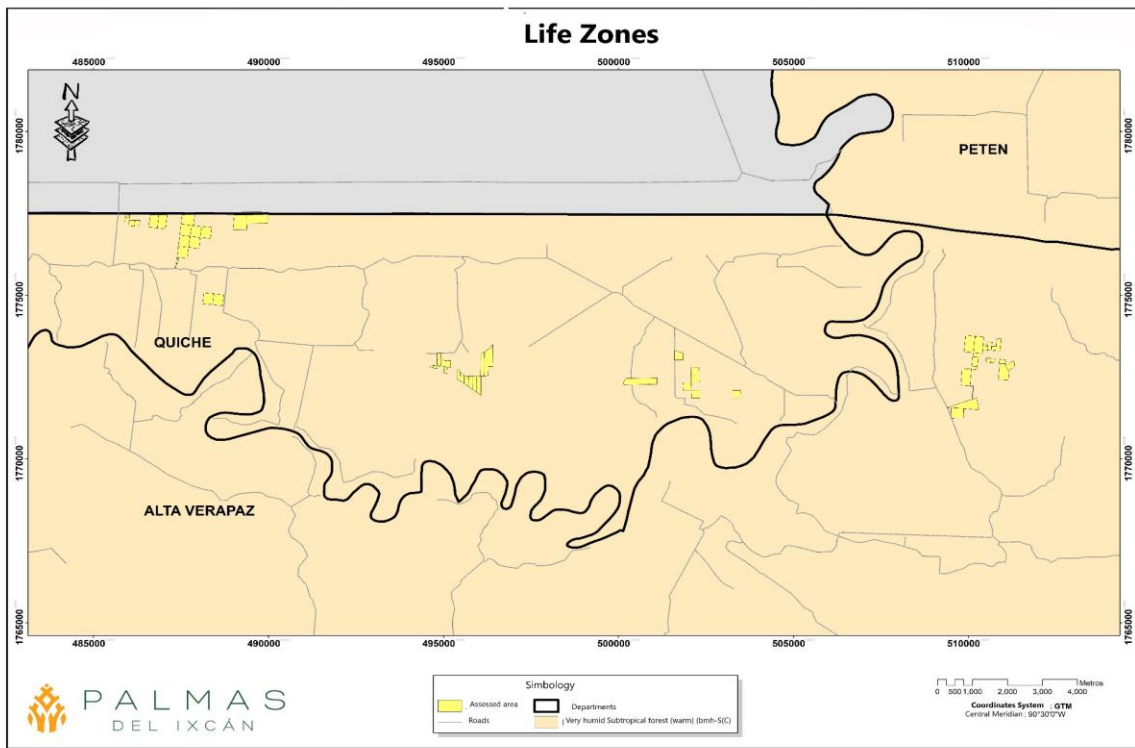 Life Zones
485000 490000 495000 500000 505000 510000
N
1780000 1780000
PETEN
1775000 1775000
QUICHE
1770000 1770000
ALTA VERAPAZ
1765000 1765000
485000 490000 495000 500000 505000 510000
PALMAS
DEL IXCÁN
Simbology
Assessed area
Departments
Roads
Very humid Subtropical forest (warm) (bmh-S(C)
0 500 1,000 2,000 3,000 4,000 Metros
Coordinates System : GTM
Central Meridian : 90°30'0"W